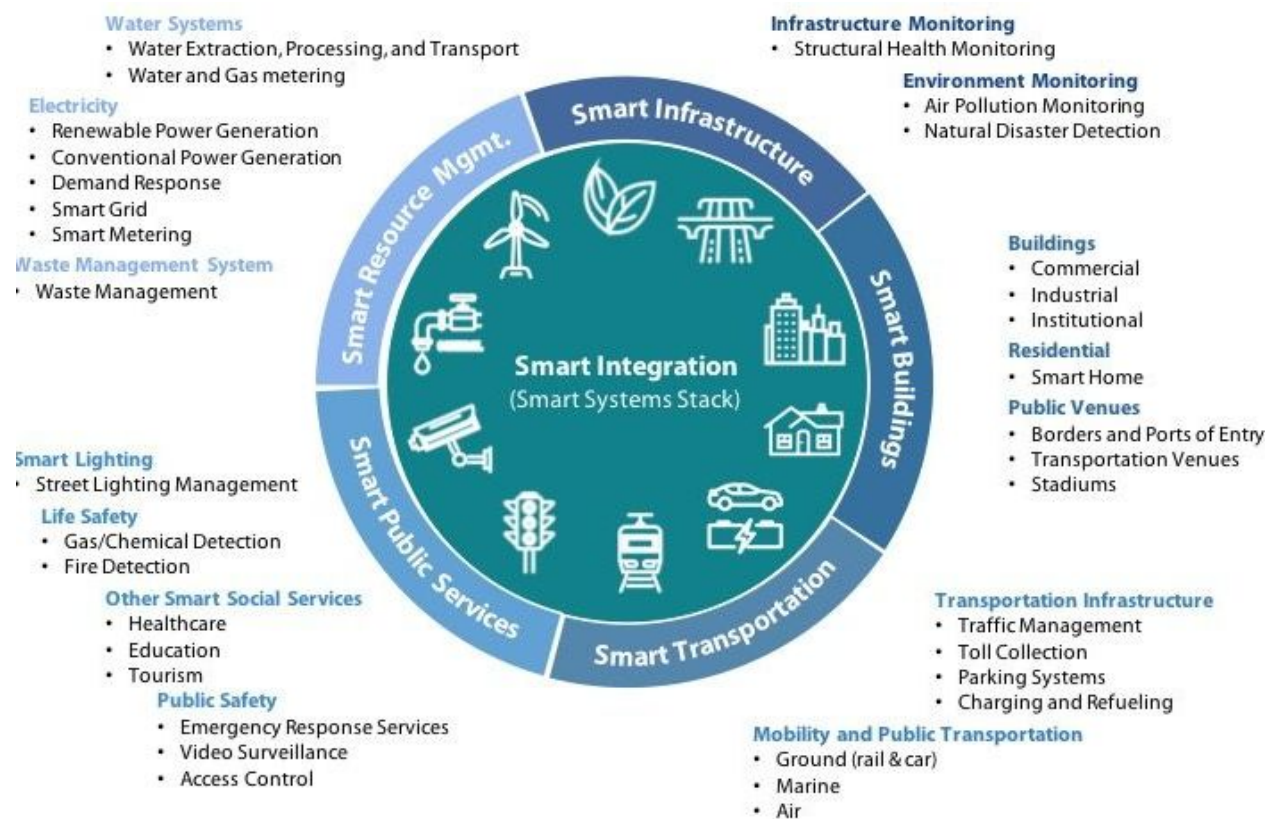 Water Systems
• Water Extraction, Processing, and Transport
• Water and Gas metering
Electricity
• Renewable Power Generation
• Conventional Power Generation
• Demand Response
• Smart Grid
• Smart Metering
Waste Management System
• Waste Management
Infrastructure Monitoring
• Structural Health Monitoring
Environment Monitoring
• Air Pollution Monitoring
• Natural Disaster Detection
Smart Resource Mgmt.
Smart Infrastructure
Smart Buildings
Smart Transportation
Smart Public Services
Smart Integration
(Smart Systems Stack)
Buildings
• Commercial
• Industrial
• Institutional
Residential
• Smart Home
Public Venues
• Borders and Ports of Entry
• Transportation Venues
• Stadiums
Smart Lighting
• Street Lighting Management
Life Safety
• Gas/Chemical Detection
• Fire Detection
Other Smart Social Services
• Healthcare
• Education
• Tourism
Public Safety
• Emergency Response Services
• Video Surveillance
• Access Control
Transportation Infrastructure
• Traffic Management
• Toll Collection
• Parking Systems
• Charging and Refueling
Mobility and Public Transportation
• Ground (rail & car)
• Marine
• Air